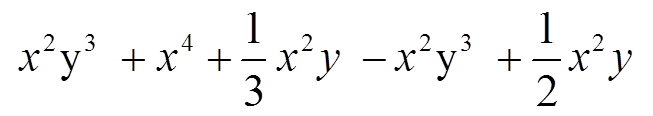 x²y³ + x⁴ + 1/3 x²y − x²y³ + 1/2 x²y